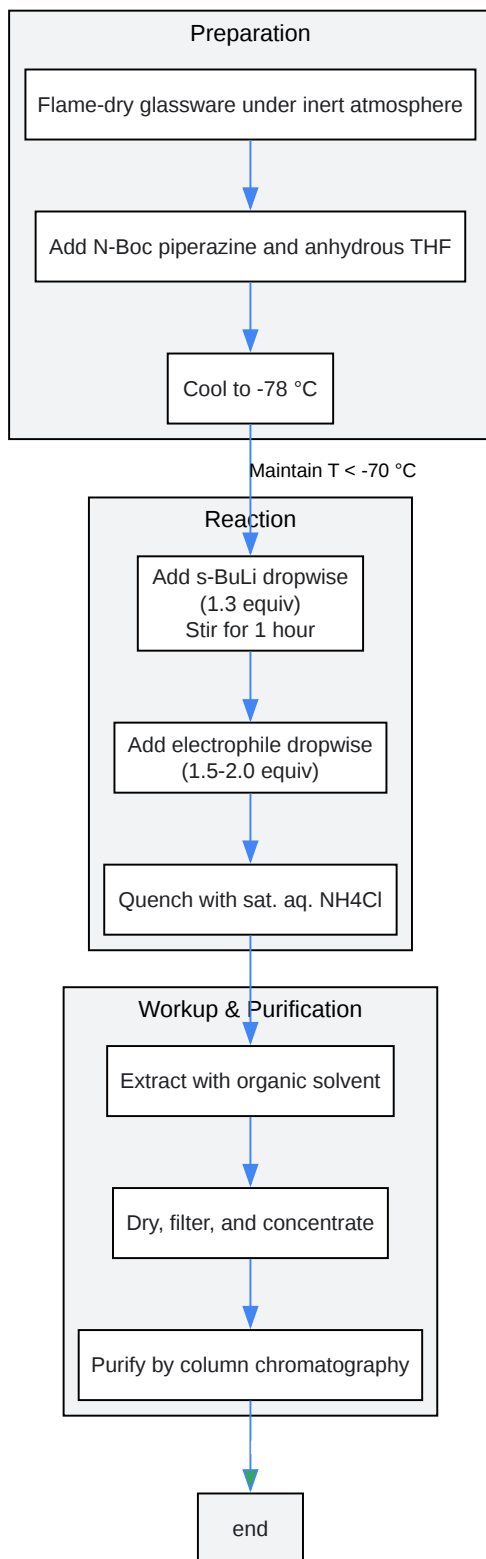 Preparation
Flame-dry glassware under inert atmosphere
Add N-Boc piperazine and anhydrous THF
Cool to -78 °C
Maintain T < -70 °C
Reaction
Add s-BuLi dropwise
(1.3 equiv)
Stir for 1 hour
Add electrophile dropwise
(1.5-2.0 equiv)
Quench with sat. aq. NH4Cl
Workup & Purification
Extract with organic solvent
Dry, filter, and concentrate
Purify by column chromatography
end